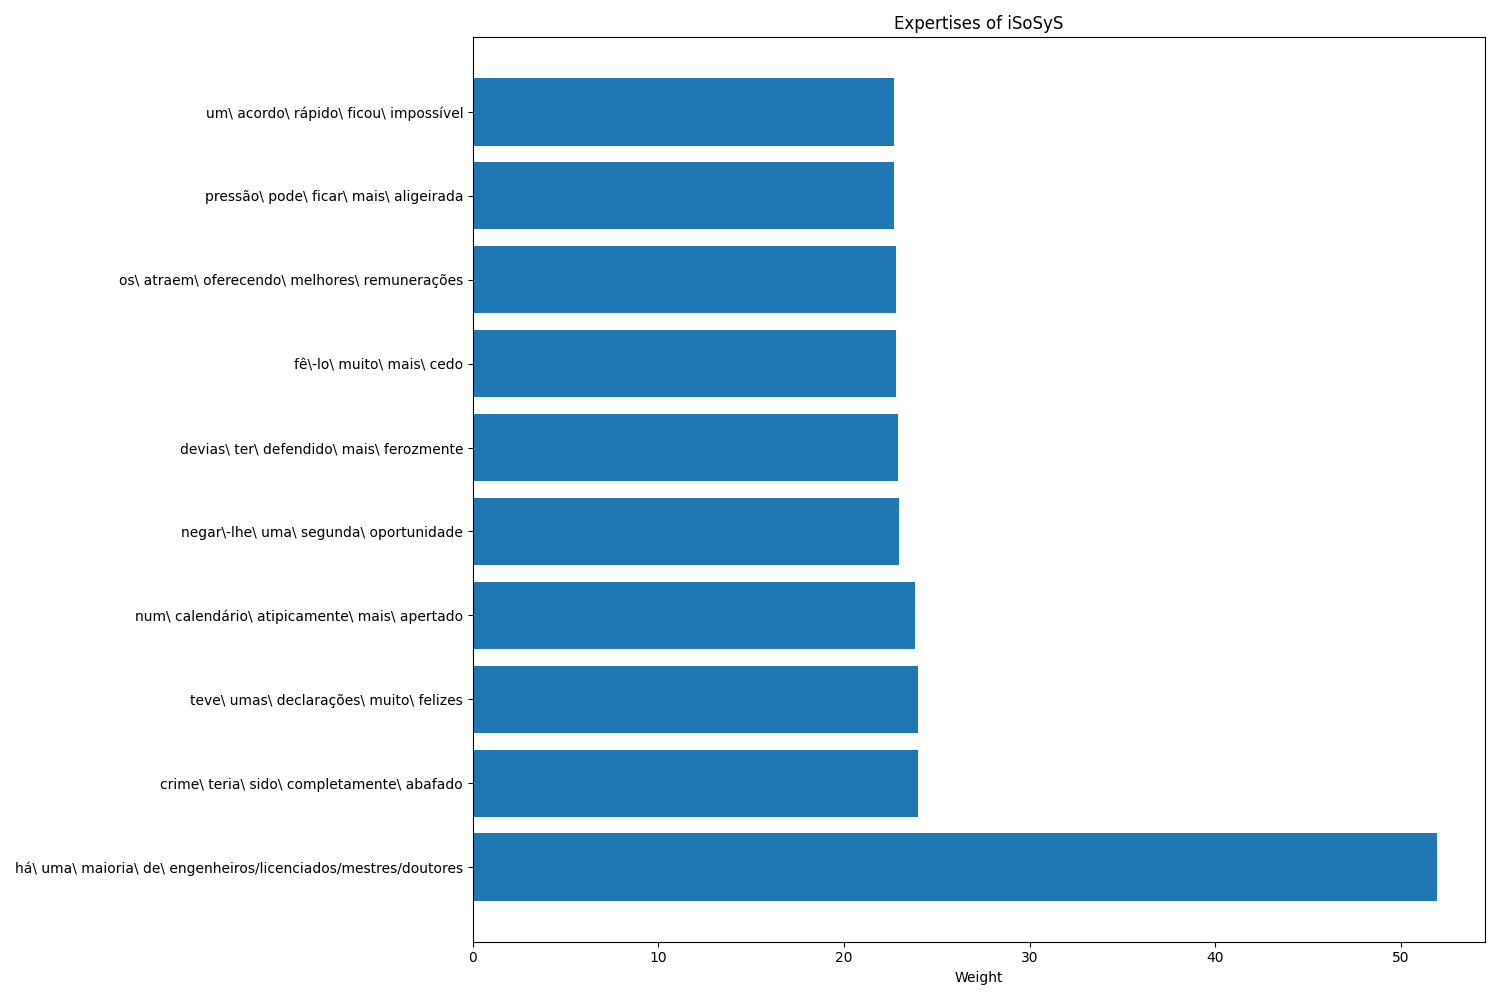 Expertises of iSoSyS
um\ acordo\ rápido\ ficou\ impossível
pressão\ pode\ ficar\ mais\ aligeirada
os\ atraem\ oferecendo\ melhores\ remunerações
fê\-lo\ muito\ mais\ cedo
devias\ ter\ defendido\ mais\ ferozmente
negar\-lhe\ uma\ segunda\ oportunidade
num\ calendário\ atipicamente\ mais\ apertado
teve\ umas\ declarações\ muito\ felizes
crime\ teria\ sido\ completamente\ abafado
há\ uma\ maioria\ de\ engenheiros/licenciados/mestres/doutores
0 10 20 30 40 50
Weight